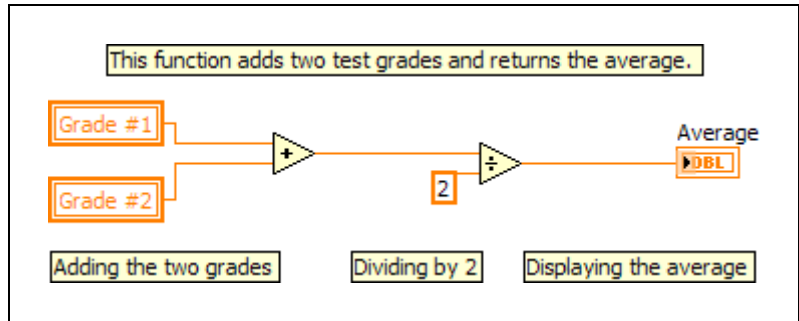 This function adds two test grades and returns the average.
Grade #1
+
÷
Average
DBL
2
Grade #2
Adding the two grades
Dividing by 2
Displaying the average